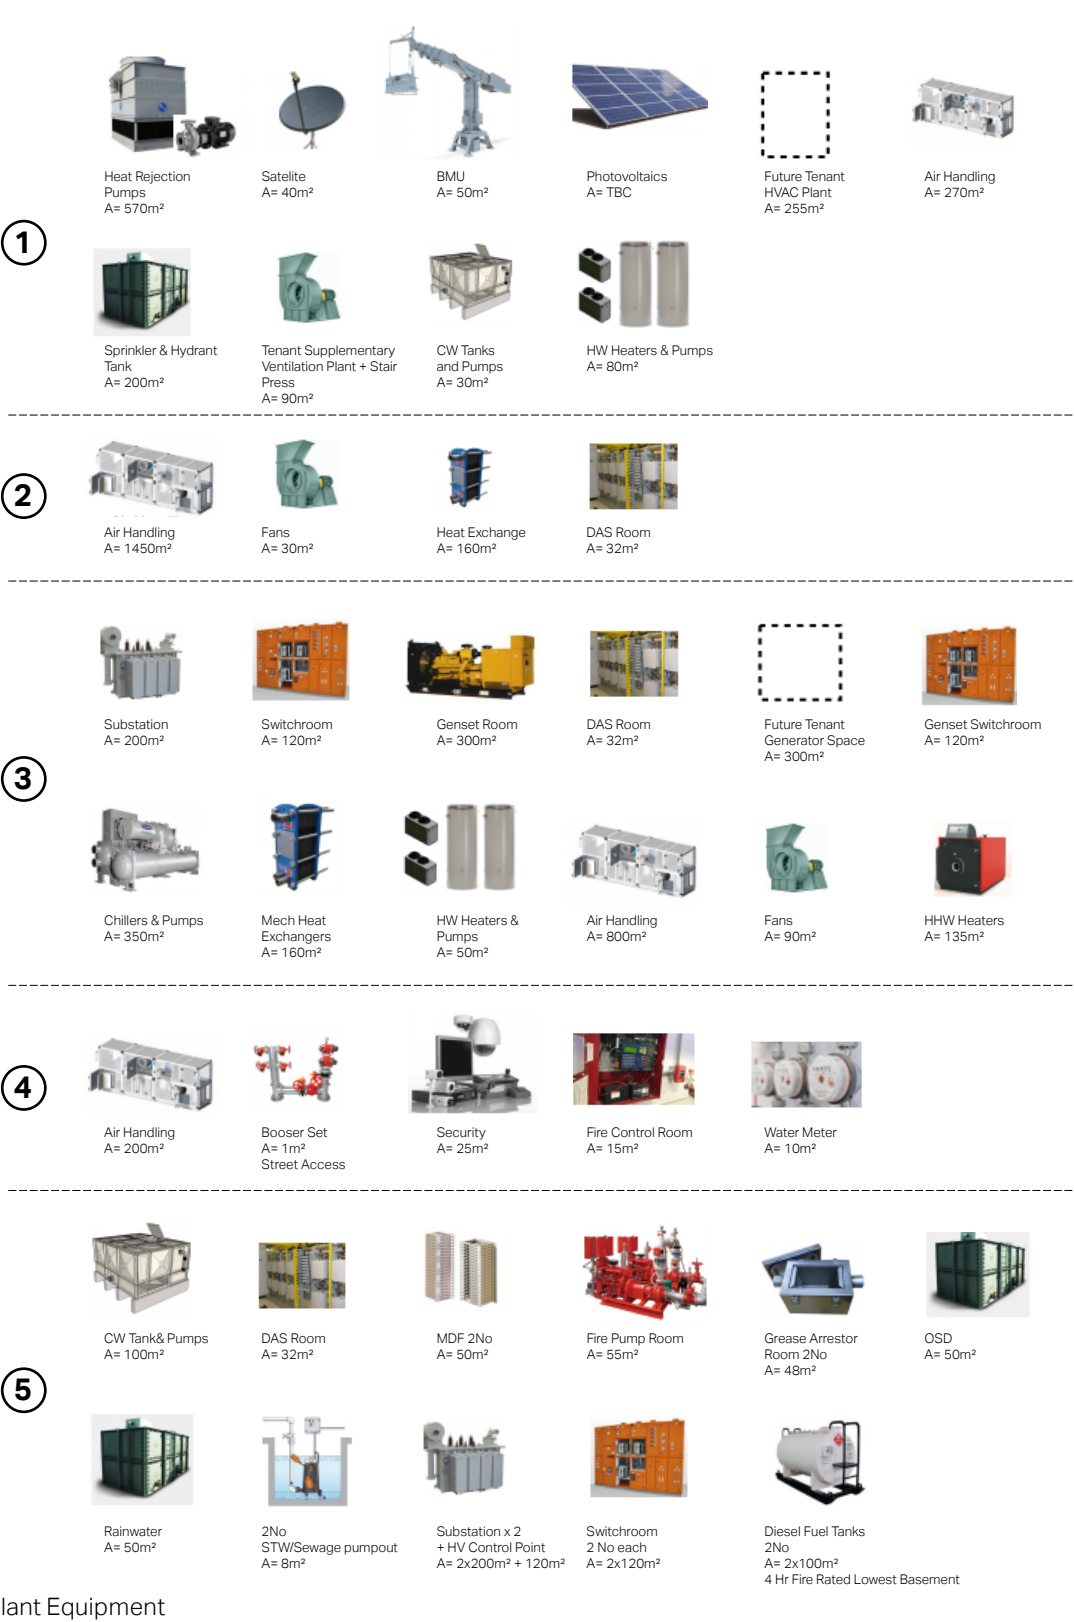 Heat Rejection
Pumps
A= 570m²
Satelite
A= 40m²
BMU
A= 50m²
Photovoltaics
A= TBC
Future Tenant
HVAC Plant
A= 255m²
Air Handling
A= 270m²
1
Sprinkler & Hydrant
Tank
A= 200m²
Tenant Supplementary
Ventilation Plant + Stair
Press
A= 90m²
CW Tanks
and Pumps
A= 30m²
HW Heaters & Pumps
A= 80m²
2
Air Handling
A= 1450m²
Fans
A= 30m²
Heat Exchange
A= 160m²
DAS Room
A= 32m²
Substation
A= 200m²
Switchroom
A= 120m²
Genset Room
A= 300m²
DAS Room
A= 32m²
Future Tenant
Generator Space
A= 300m²
Genset Switchroom
A= 120m²
3
Chillers & Pumps
A= 350m²
Mech Heat
Exchangers
A= 160m²
HW Heaters &
Pumps
A= 50m²
Air Handling
A= 800m²
Fans
A= 90m²
HHW Heaters
A= 135m²
4
Air Handling
A= 200m²
Booser Set
A= 1m²
Street Access
Security
A= 25m²
Fire Control Room
A= 15m²
Water Meter
A= 10m²
CW Tank& Pumps
A= 100m²
DAS Room
A= 32m²
MDF 2No
A= 50m²
Fire Pump Room
A= 55m²
Grease Arrestor
Room 2No
A= 48m²
OSD
A= 50m²
5
Rainwater
A= 50m²
2No
STW/Sewage pumpout
A= 8m²
Substation x 2
+ HV Control Point
A= 2x200m² + 120m²
Switchroom
2 No each
A= 2x120m²
Diesel Fuel Tanks
2No
A= 2x100m²
4 Hr Fire Rated Lowest Basement
lant Equipment